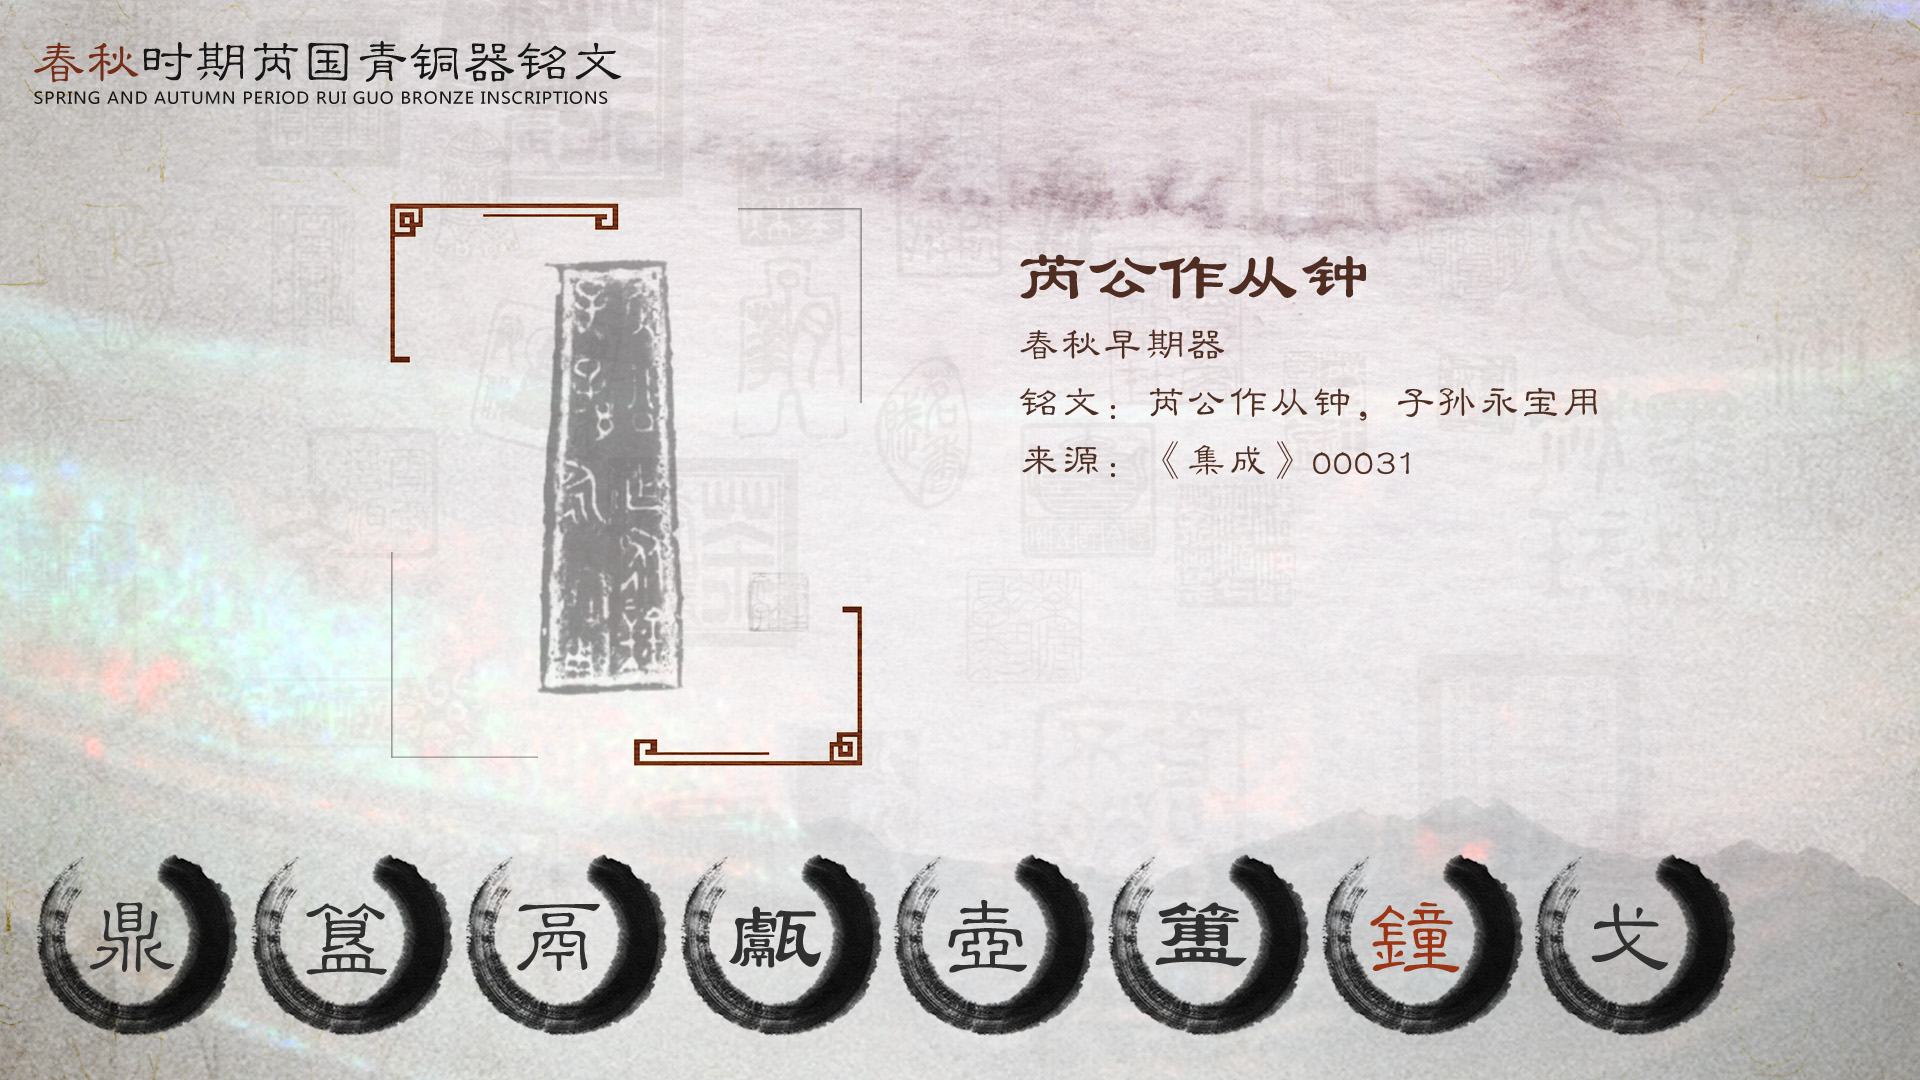 春秋时期芮国青铜器铭文
SPRING AND AUTUMN PERIOD RUI GUO BRONZE INSCRIPTIONS
芮公作从钟
春秋早期器
铭文：芮公作从钟，子孙永宝用
来源：《集成》00031
鼎 簋 鬲 甗 壶 簠 鐘 戈